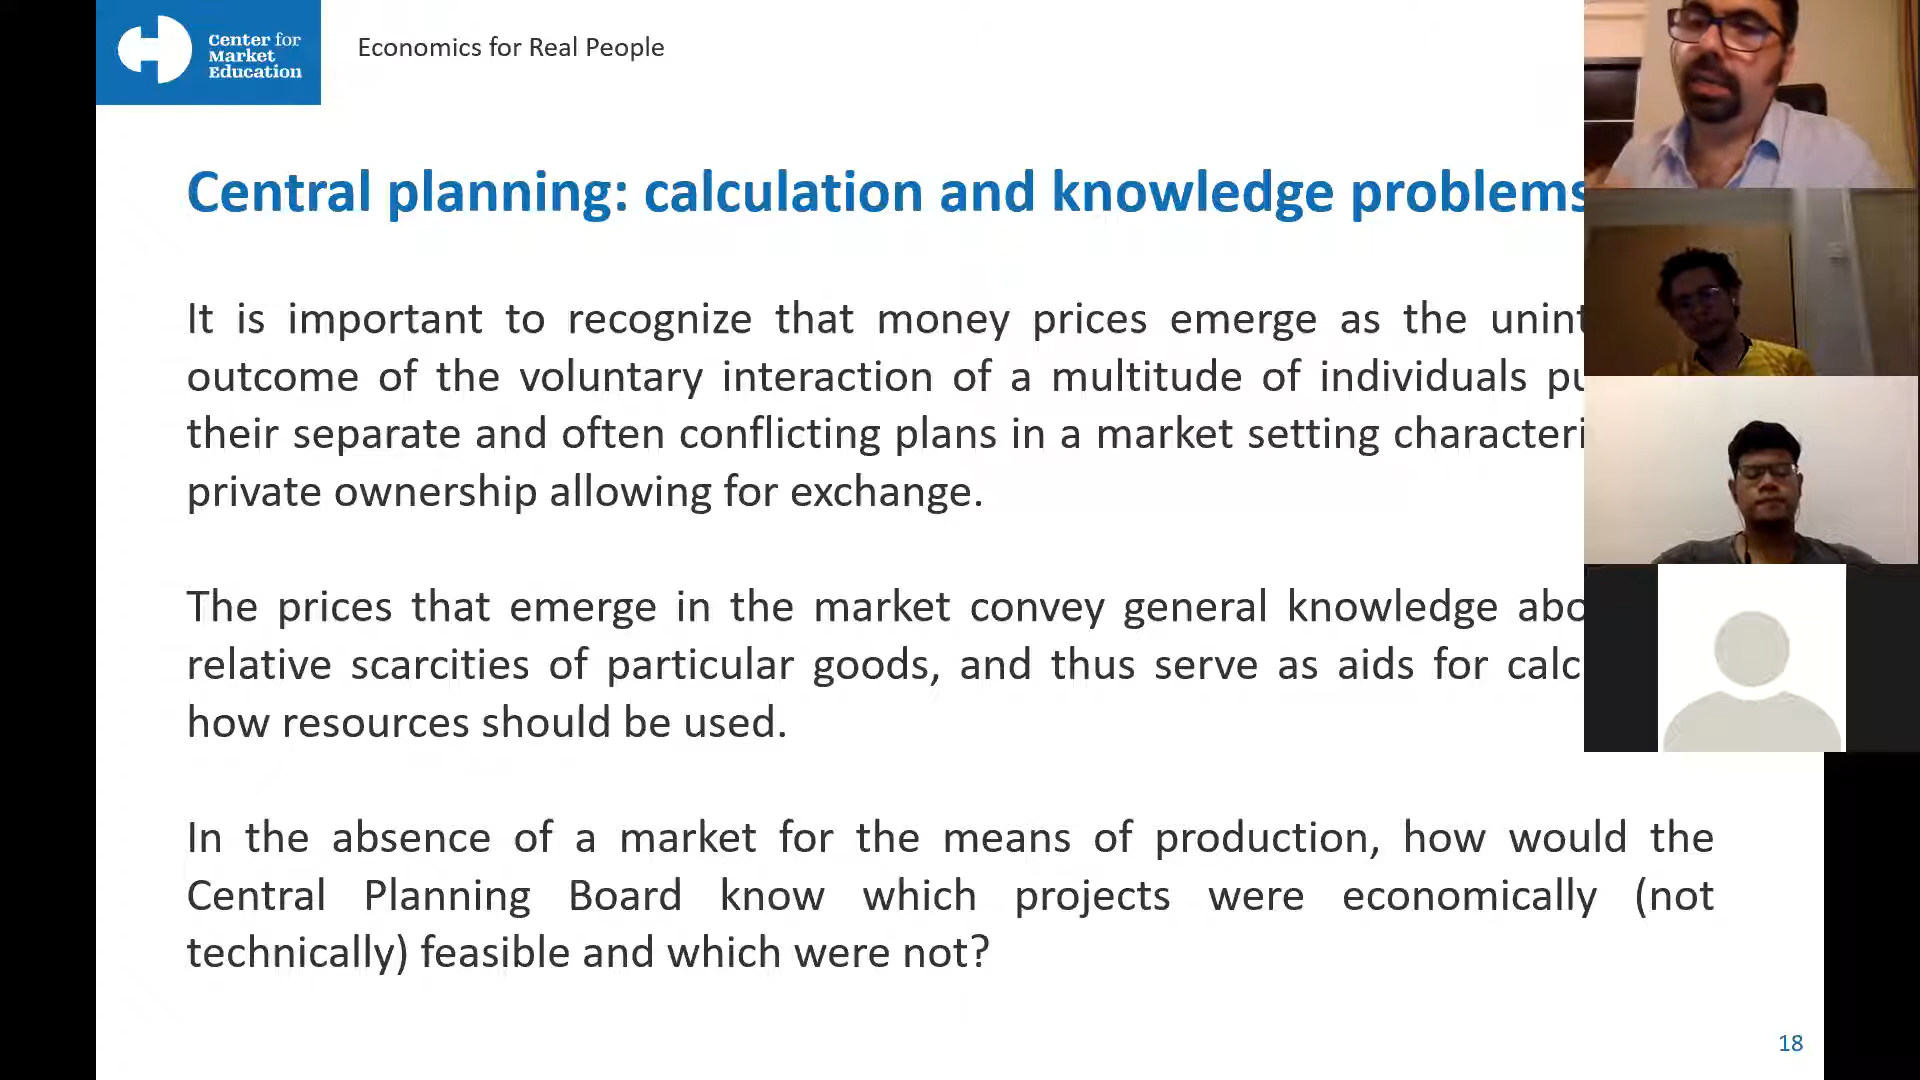 Center for
Market
Education
Economics for Real People
Central planning: calculation and knowledge problems
It is important to recognize that money prices emerge as the
outcome of the voluntary interaction of a multitude of individuals
their separate and often conflicting plans in a market setting
private ownership allowing for exchange.
The prices that emerge in the market convey general knowledge
relative scarcities of particular goods, and thus serve as aids for
how resources should be used.
In the absence of a market for the means of production, how would the
Central Planning Board know which projects were economically (not
technically) feasible and which were not?
18